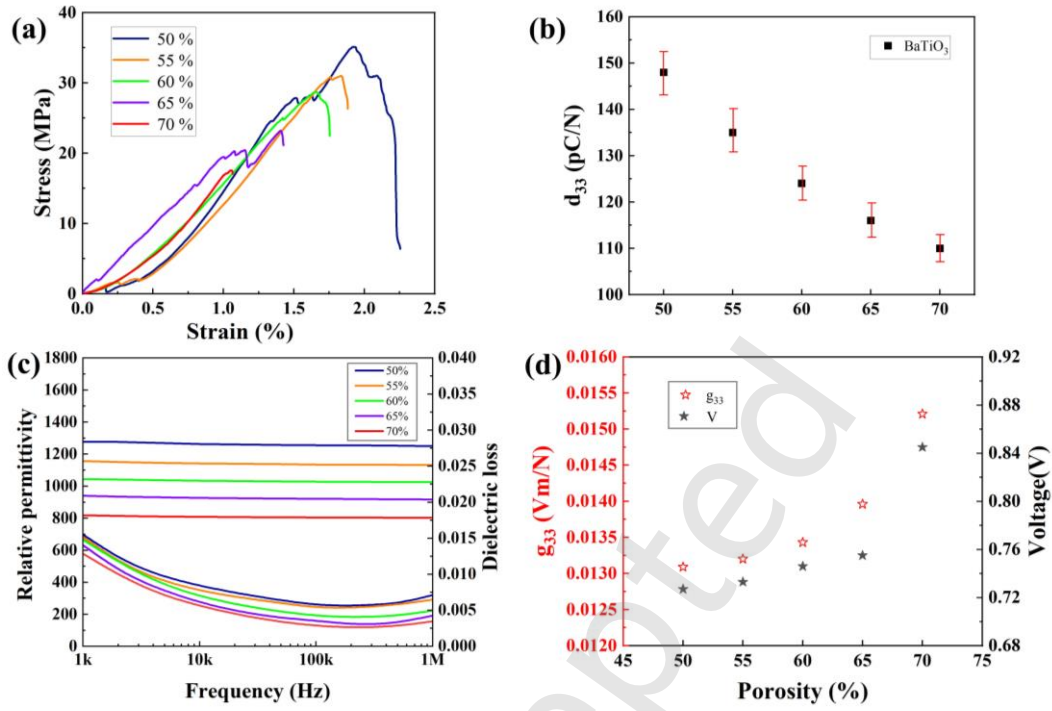 (a)
50 %
55 %
60 %
65 %
70 %
Stress (MPa)
40
30
20
10
0
0.0 0.5 1.0 1.5 2.0 2.5
Strain (%)
(b)
BaTiO₃
d₃₃ (pC/N)
160
150
140
130
120
110
100
50 55 60 65 70
(c)
50%
55%
60%
65%
70%
Relative permittivity
1800
1600
1400
1200
1000
800
600
400
200
0
0.040
0.035
0.030
0.025
0.020
0.015
0.010
0.005
0.000
Dielectric loss
1k 10k 100k 1M
Frequency (Hz)
(d)
g₃₃
V
g₃₃ (Vm/N)
0.0160
0.0155
0.0150
0.0145
0.0140
0.0135
0.0130
0.0125
0.0120
0.92
0.88
0.84
0.80
0.76
0.72
0.68
Voltage(V)
45 50 55 60 65 70 75
Porosity (%)